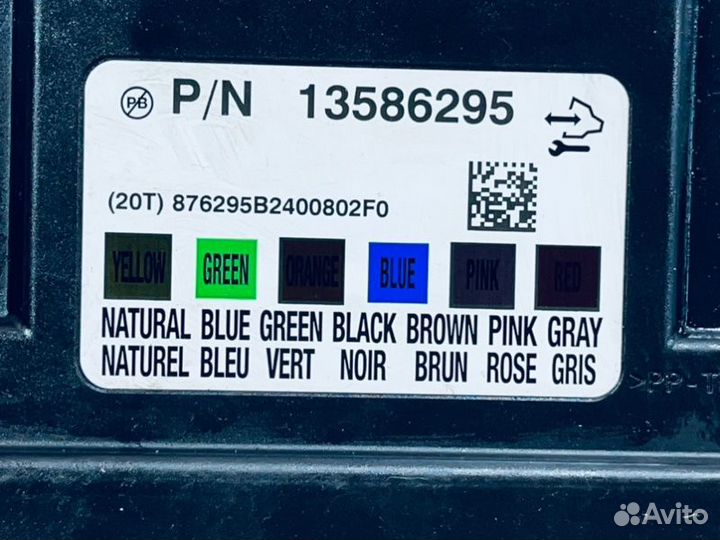 PB P/N 13586295
(20T) 876295B2400802F0
YELLOW GREEN ORANGE BLUE PINK RED
NATURAL BLUE GREEN BLACK BROWN PINK GRAY
NATUREL BLEU VERT NOIR BRUN ROSE GRIS
>PP-T
Avito